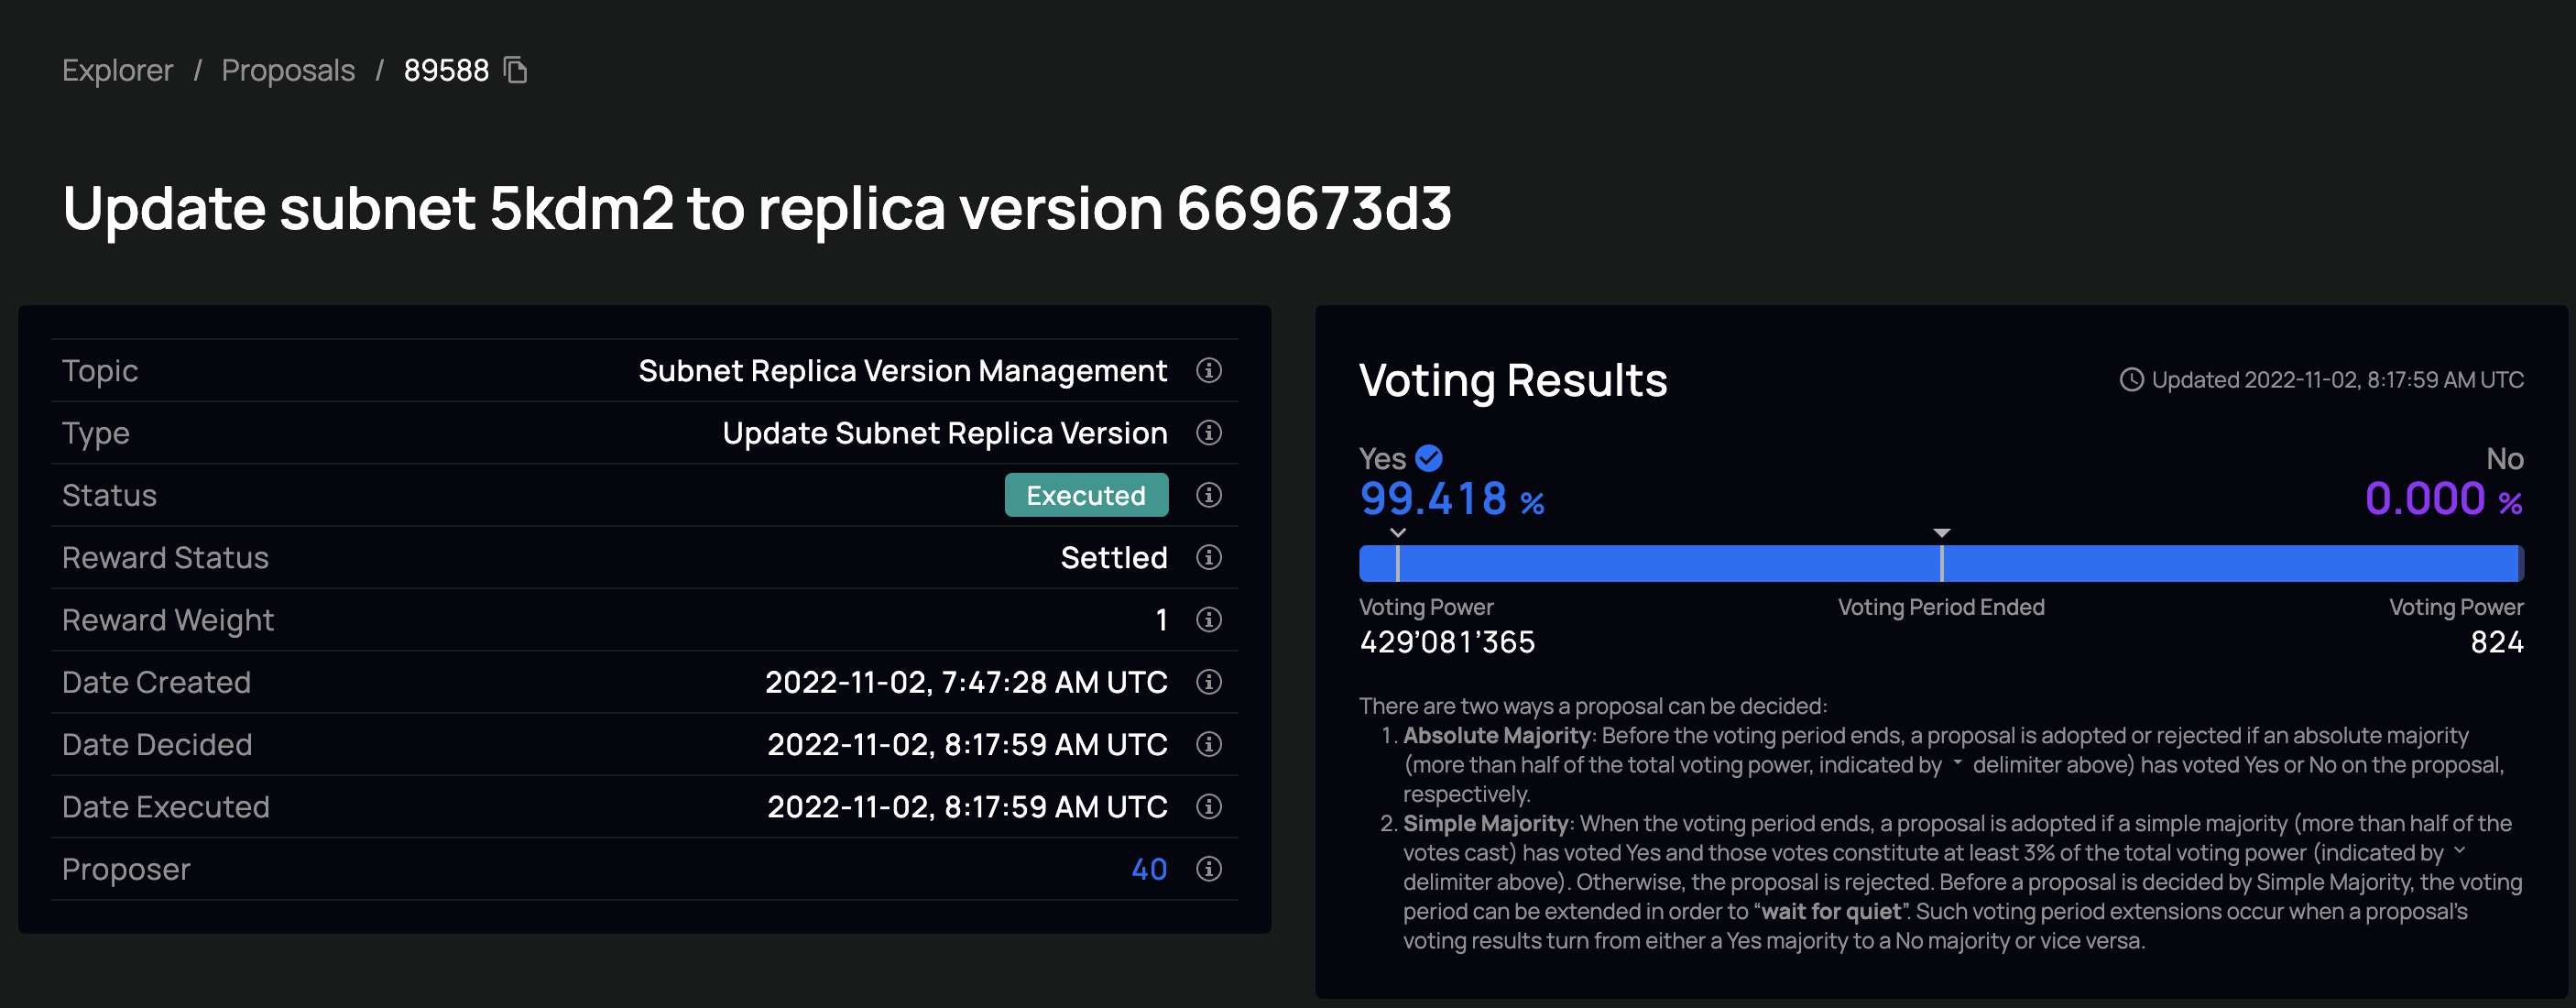 Explorer / Proposals / 89588
Update subnet 5kdm2 to replica version 669673d3
Topic Subnet Replica Version Management
Type Update Subnet Replica Version
Status Executed
Reward Status Settled
Reward Weight 1
Date Created 2022-11-02, 7:47:28 AM UTC
Date Decided 2022-11-02, 8:17:59 AM UTC
Date Executed 2022-11-02, 8:17:59 AM UTC
Proposer 40
Voting Results Updated 2022-11-02, 8:17:59 AM UTC
Yes No
99.418 % 0.000 %
Voting Power Voting Period Ended Voting Power
429’081’365 824
There are two ways a proposal can be decided:
1. Absolute Majority: Before the voting period ends, a proposal is adopted or rejected if an absolute majority
(more than half of the total voting power, indicated by delimiter above) has voted Yes or No on the proposal,
respectively.
2. Simple Majority: When the voting period ends, a proposal is adopted if a simple majority (more than half of the
votes cast) has voted Yes and those votes constitute at least 3% of the total voting power (indicated by
delimiter above). Otherwise, the proposal is rejected. Before a proposal is decided by Simple Majority, the voting
period can be extended in order to “wait for quiet”. Such voting period extensions occur when a proposal’s
voting results turn from either a Yes majority to a No majority or vice versa.